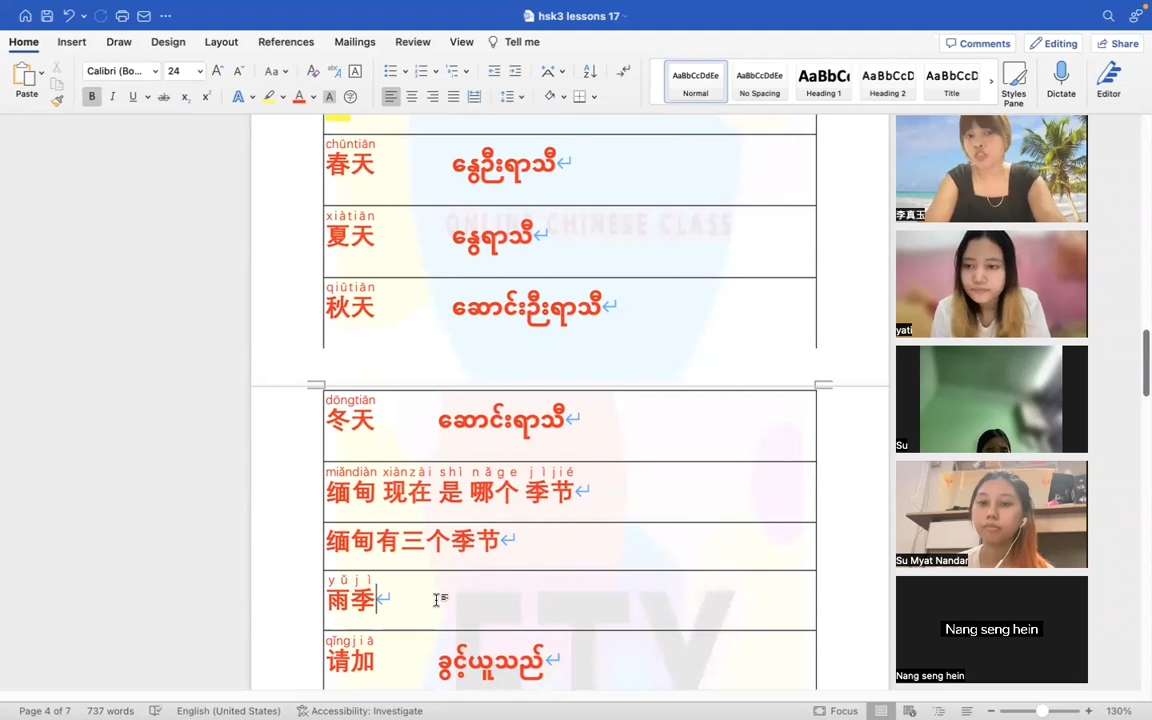 hsk3 lessons 17
Home Insert Draw Design Layout References Mailings Review View Tell me
Comments Editing Share
Paste
Calibri (Bo... 24
AaBbCcDdEe AaBbCcDdEe AaBbC AaBbCcD AaBbCcD
Normal No Spacing Heading 1 Heading 2 Title
Styles Pane
Dictate
Editor
ONLINE CHINESE CLASS
chūntiān
春天 နွေဦးရာသီ
xiàtiān
夏天 နွေရာသီ
qiūtiān
秋天 ဆောင်းဦးရာသီ
dōngtiān
冬天 ဆောင်းရာသီ
miǎndiàn xiànzài shì nǎge jìjié
缅甸 现在 是 哪个 季节
缅甸有三个季节
yǔjì
雨季
qǐngjiā
请加 ခွင့်ယူသည်
ETY
李真玉
yati
Su
Su Myat Nandar
Nang seng hein
Nang seng hein
Page 4 of 7 737 words English (United States) Accessibility: Investigate Focus 130%